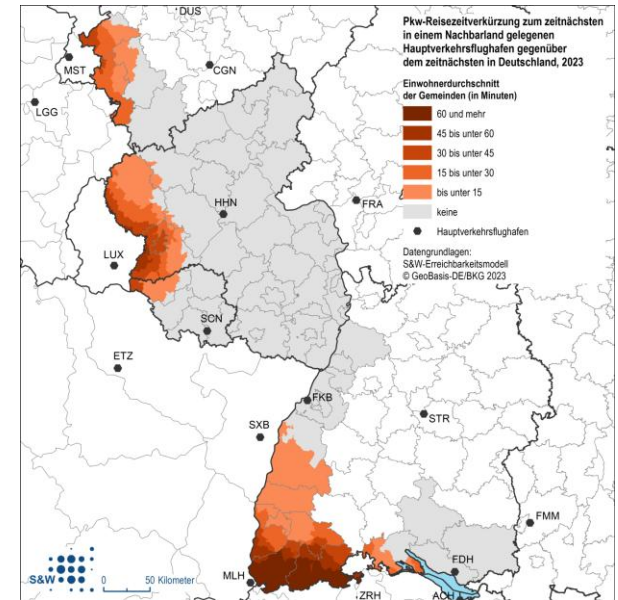 DUS
Pkw-Reisezeitverkürzung zum zeitnächsten
in einem Nachbarland gelegenen
Hauptverkehrsflughafen gegenüber
dem zeitnächsten in Deutschland, 2023
MST
CGN
Einwohnerdurchschnitt
der Gemeinden (in Minuten)
LGG
60 und mehr
45 bis unter 60
30 bis unter 45
15 bis unter 30
bis unter 15
HHN
FRA
keine
Hauptverkehrsflughafen
LUX
Datengrundlagen:
S&W-Erreichbarkeitsmodell
© GeoBasis-DE/BKG 2023
SCN
ETZ
FKB
STR
SXB
FMM
FDH
S&W
0 50 Kilometer
MLH
ZRH
ACH